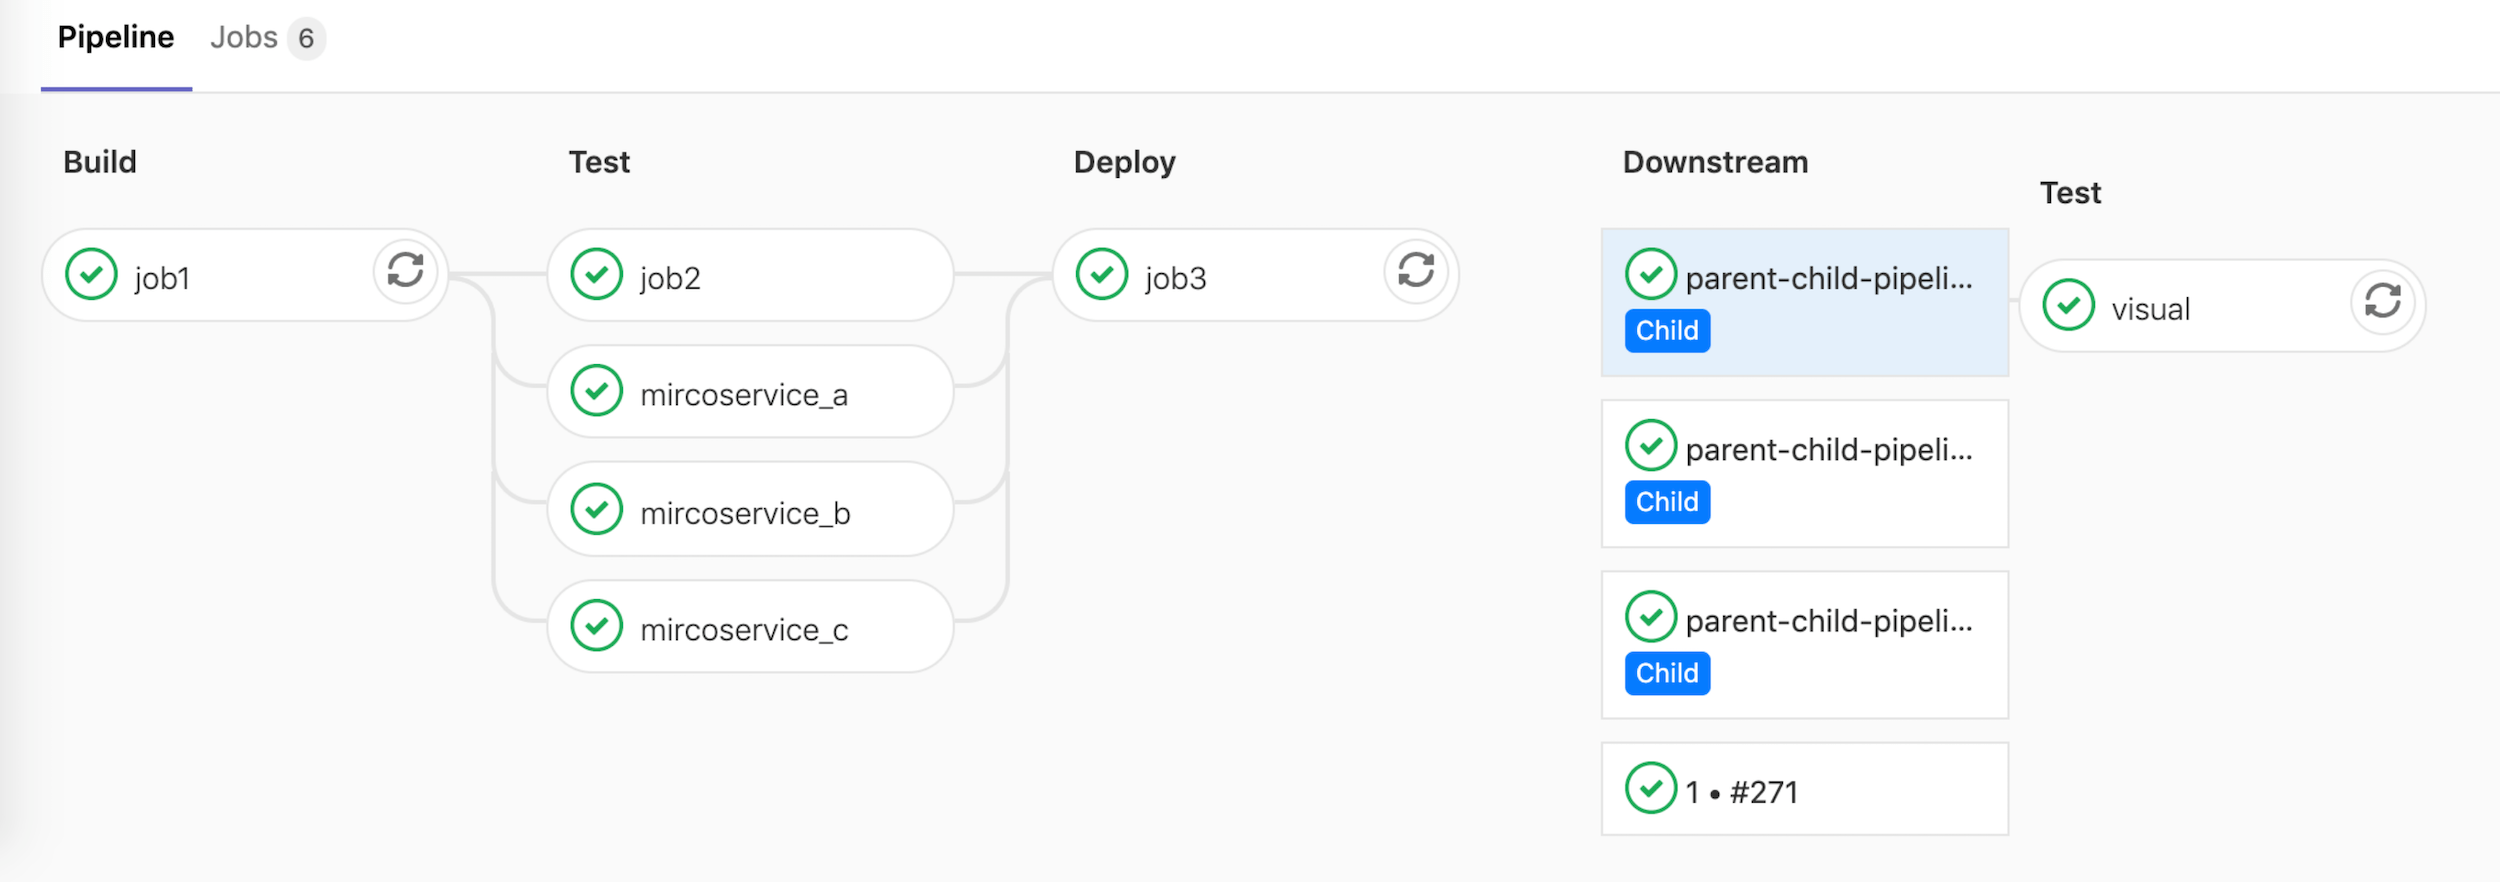 Pipeline
Jobs 6
Build
job1
Test
job2
mircoservice_a
mircoservice_b
mircoservice_c
Deploy
job3
Downstream
parent-child-pipeli...
Child
parent-child-pipeli...
Child
parent-child-pipeli...
Child
1 • #271
Test
visual